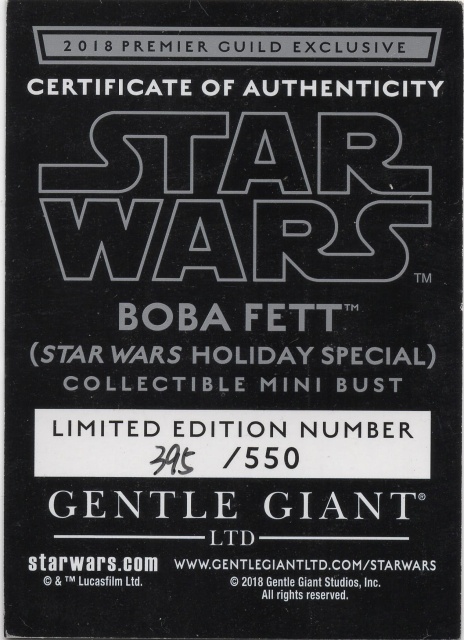 2018 PREMIER GUILD EXCLUSIVE
CERTIFICATE OF AUTHENTICITY
STAR
WARS™
BOBA FETT™
(STAR WARS HOLIDAY SPECIAL)
COLLECTIBLE MINI BUST
LIMITED EDITION NUMBER
395 /550
GENTLE GIANT®
LTD
starwars.com WWW.GENTLEGIANTLTD.COM/STARWARS
© & ™ Lucasfilm Ltd. © 2018 Gentle Giant Studios, Inc.
All rights reserved.